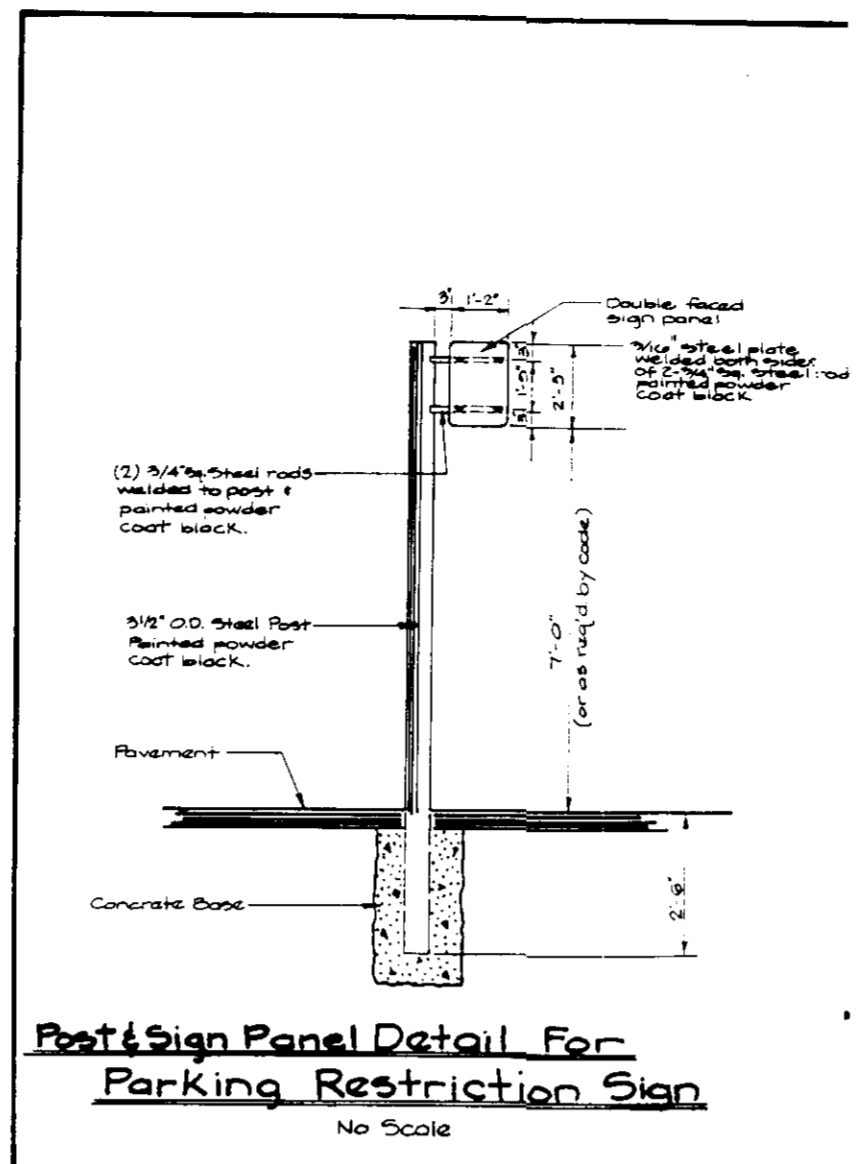 3" 1'-2"
Double faced
sign panel
3/16" steel plate
welded both sides
of 2-3/4" sq. steel rod
painted powder
coat black
3"
1'-5"
3"
2'-5"
(2) 3/4" sq. Steel rods
welded to post &
painted powder
coat black.
3 1/2" O.D. Steel Post
Painted powder
coat black.
7'-0"
(or as req'd by code)
Pavement
Concrete Base
2'-6"
Post & Sign Panel Detail For
Parking Restriction Sign
No Scale